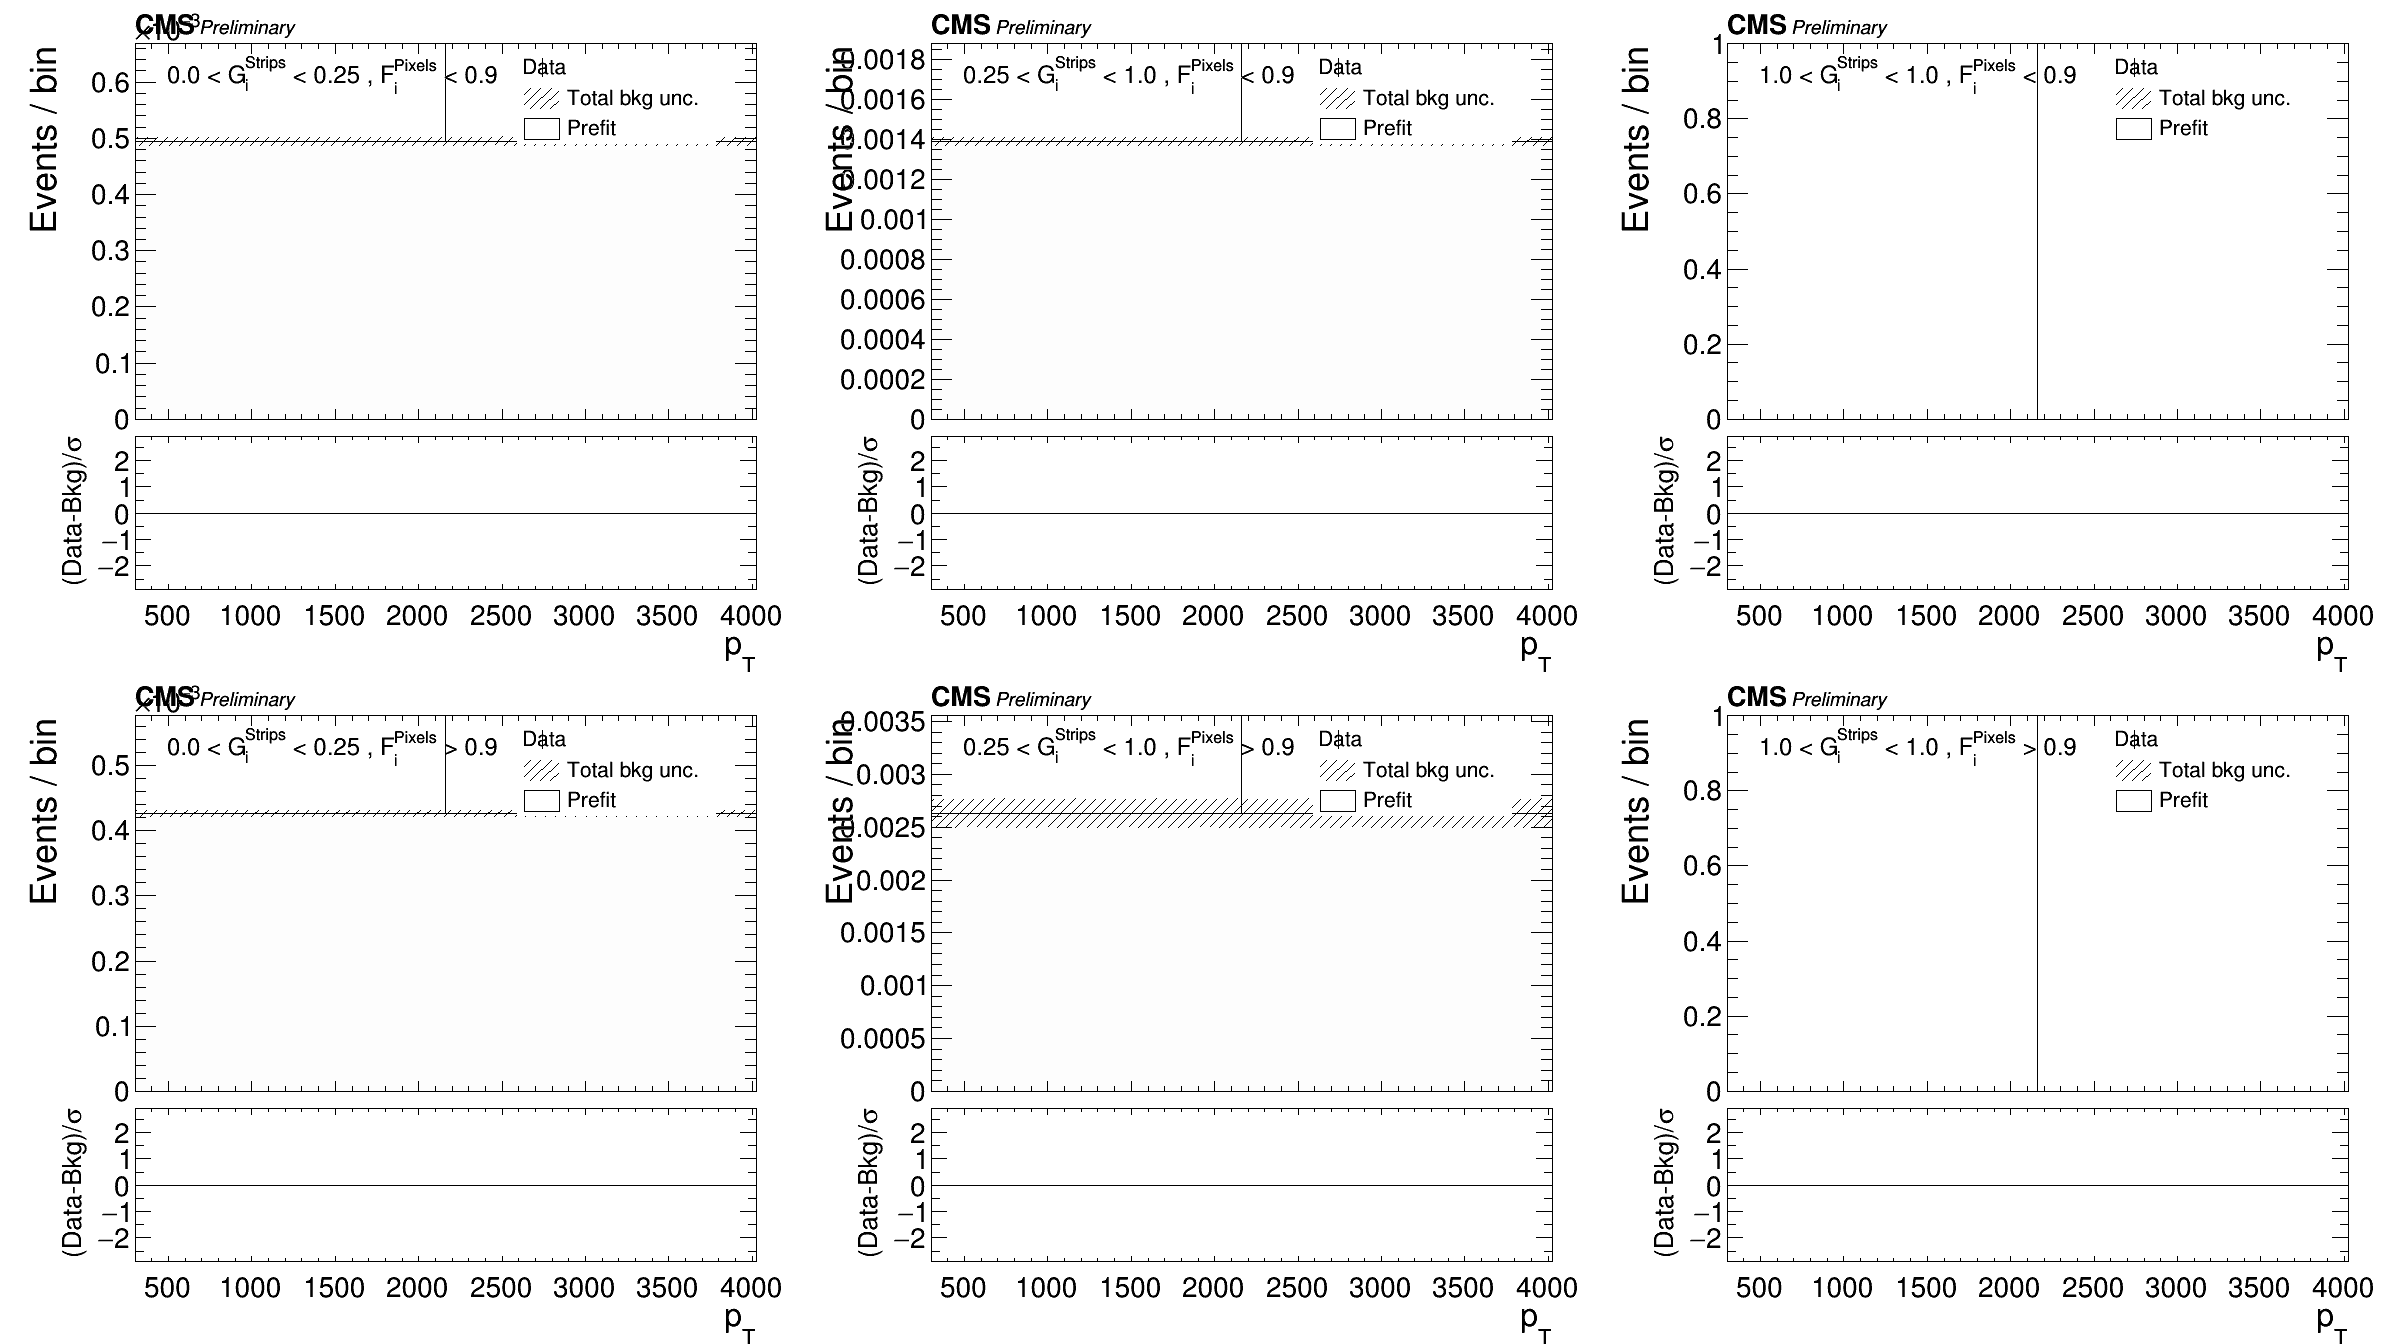 CMS Preliminary
×10⁻³
Events / bin
0.0 < G_i^Strips < 0.25 , F_i^Pixels < 0.9
Data
Total bkg unc.
Prefit
0.6
0.5
0.4
0.3
0.2
0.1
0
(Data-Bkg)/σ
2
1
0
−1
−2
500 1000 1500 2000 2500 3000 3500 4000
p_T
CMS Preliminary
Events / bin
0.25 < G_i^Strips < 1.0 , F_i^Pixels < 0.9
Data
Total bkg unc.
Prefit
0.0018
0.0016
0.0014
0.0012
0.001
0.0008
0.0006
0.0004
0.0002
0
(Data-Bkg)/σ
2
1
0
−1
−2
500 1000 1500 2000 2500 3000 3500 4000
p_T
CMS Preliminary
Events / bin
1.0 < G_i^Strips < 1.0 , F_i^Pixels < 0.9
Data
Total bkg unc.
Prefit
1
0.8
0.6
0.4
0.2
0
(Data-Bkg)/σ
2
1
0
−1
−2
500 1000 1500 2000 2500 3000 3500 4000
p_T
CMS Preliminary
×10⁻³
Events / bin
0.0 < G_i^Strips < 0.25 , F_i^Pixels > 0.9
Data
Total bkg unc.
Prefit
0.5
0.4
0.3
0.2
0.1
0
(Data-Bkg)/σ
2
1
0
−1
−2
500 1000 1500 2000 2500 3000 3500 4000
p_T
CMS Preliminary
Events / bin
0.25 < G_i^Strips < 1.0 , F_i^Pixels > 0.9
Data
Total bkg unc.
Prefit
0.0035
0.003
0.0025
0.002
0.0015
0.001
0.0005
0
(Data-Bkg)/σ
2
1
0
−1
−2
500 1000 1500 2000 2500 3000 3500 4000
p_T
CMS Preliminary
Events / bin
1.0 < G_i^Strips < 1.0 , F_i^Pixels > 0.9
Data
Total bkg unc.
Prefit
1
0.8
0.6
0.4
0.2
0
(Data-Bkg)/σ
2
1
0
−1
−2
500 1000 1500 2000 2500 3000 3500 4000
p_T